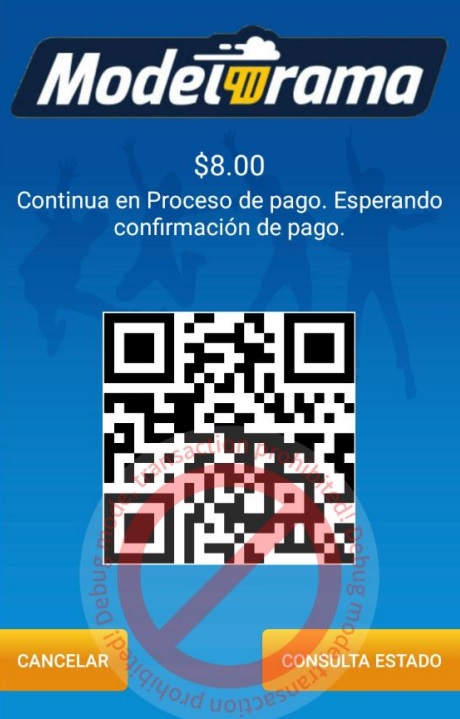 Modelorama
$8.00
Continua en Proceso de pago. Esperando
confirmación de pago.
Debug mode, transaction prohibited! Debug mode, transaction prohibited!
CANCELAR
CONSULTA ESTADO